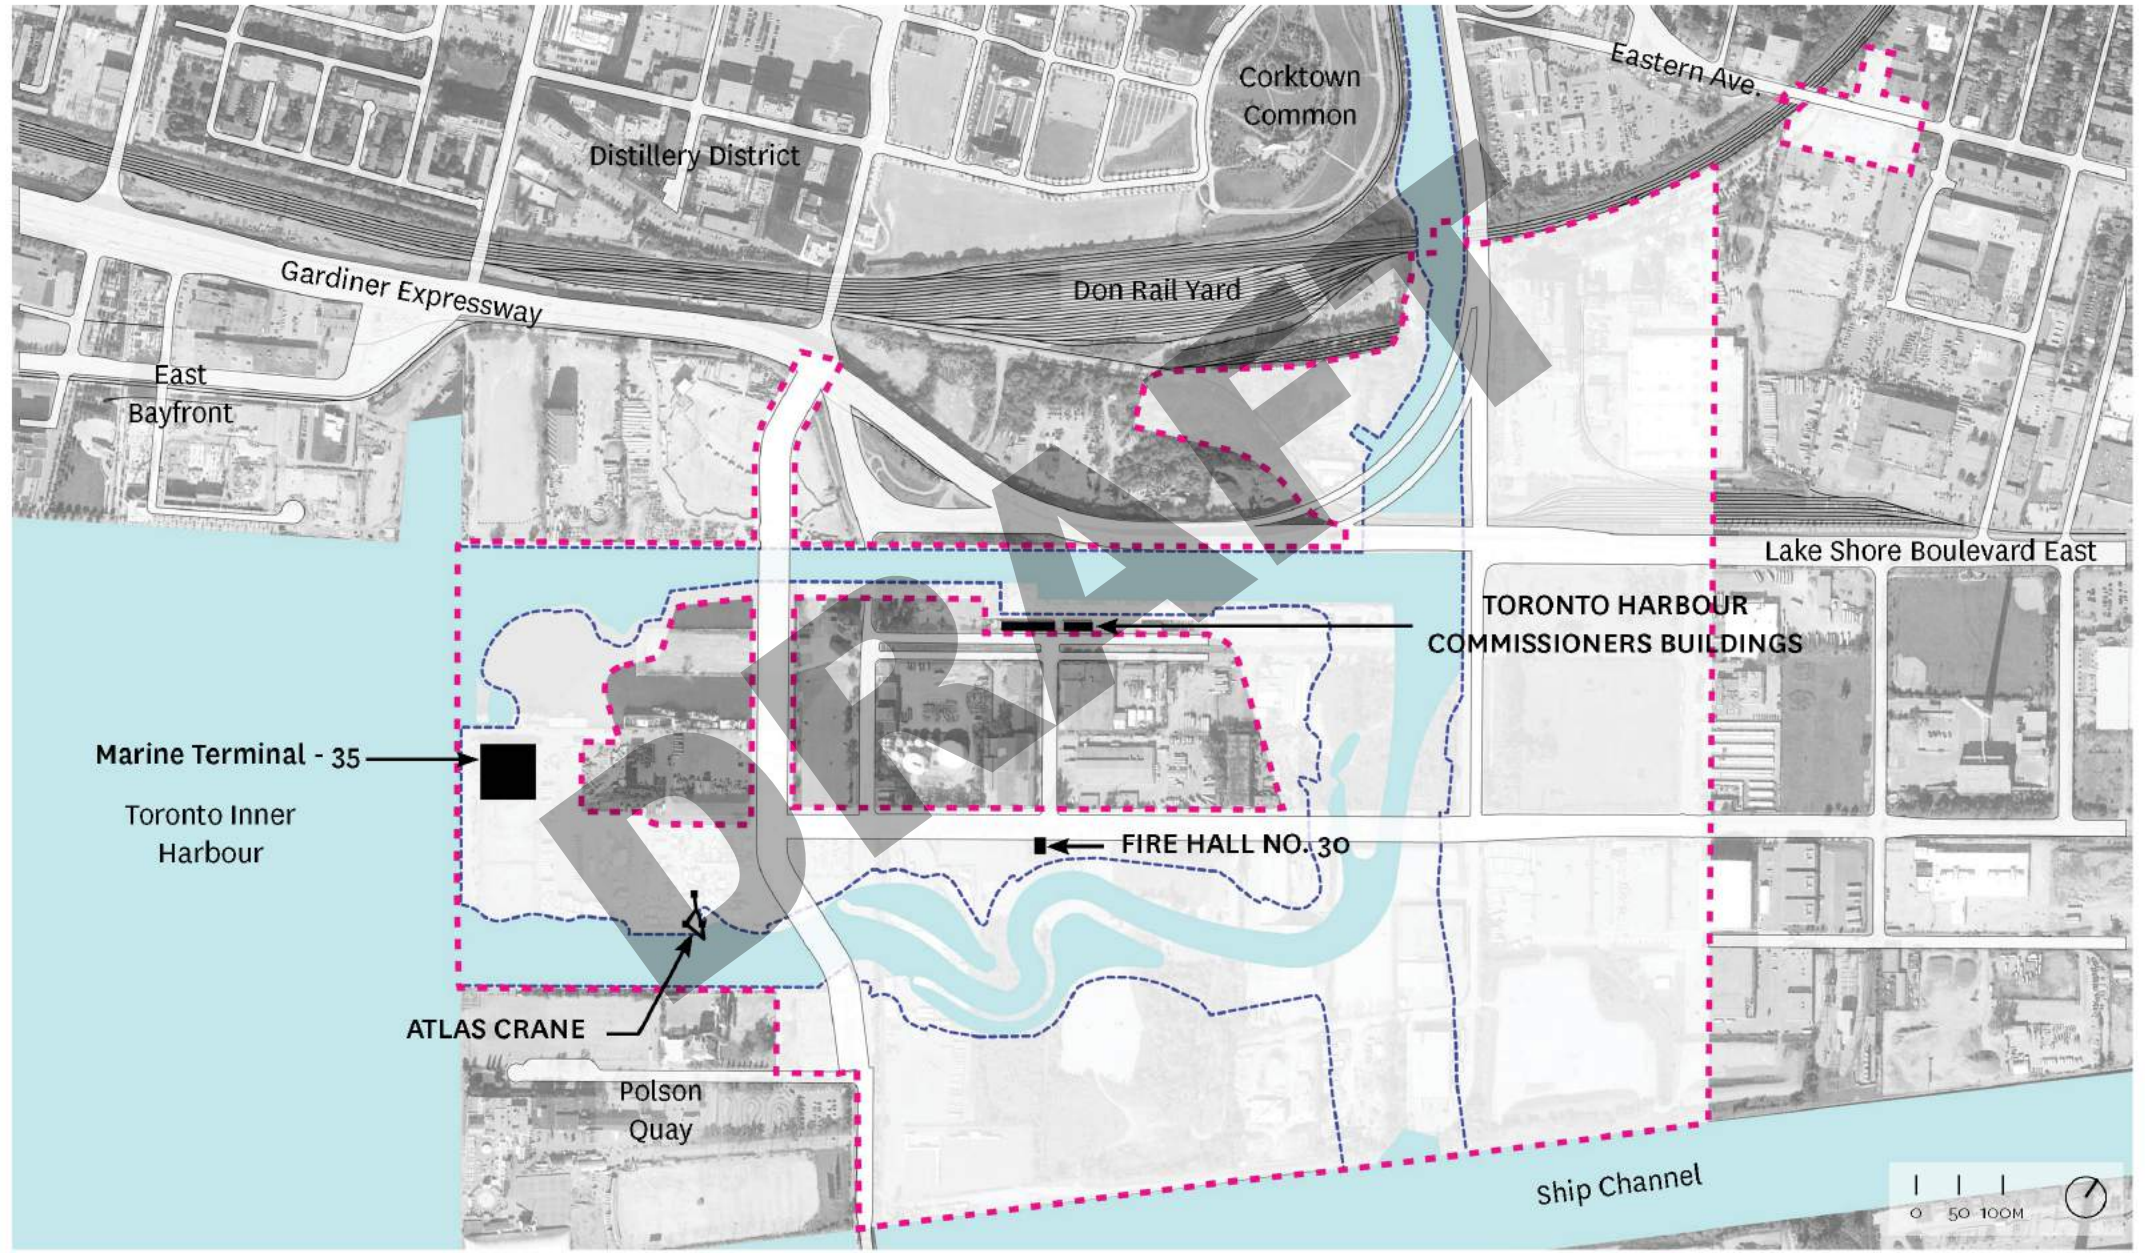 Eastern Ave.
Corktown
Common
Distillery District
Gardiner Expressway
Don Rail Yard
East
Bayfront
Lake Shore Boulevard East
TORONTO HARBOUR
COMMISSIONERS BUILDINGS
Marine Terminal - 35
Toronto Inner
Harbour
FIRE HALL NO. 30
ATLAS CRANE
Polson
Quay
Ship Channel
0 50 100M
DRAFT